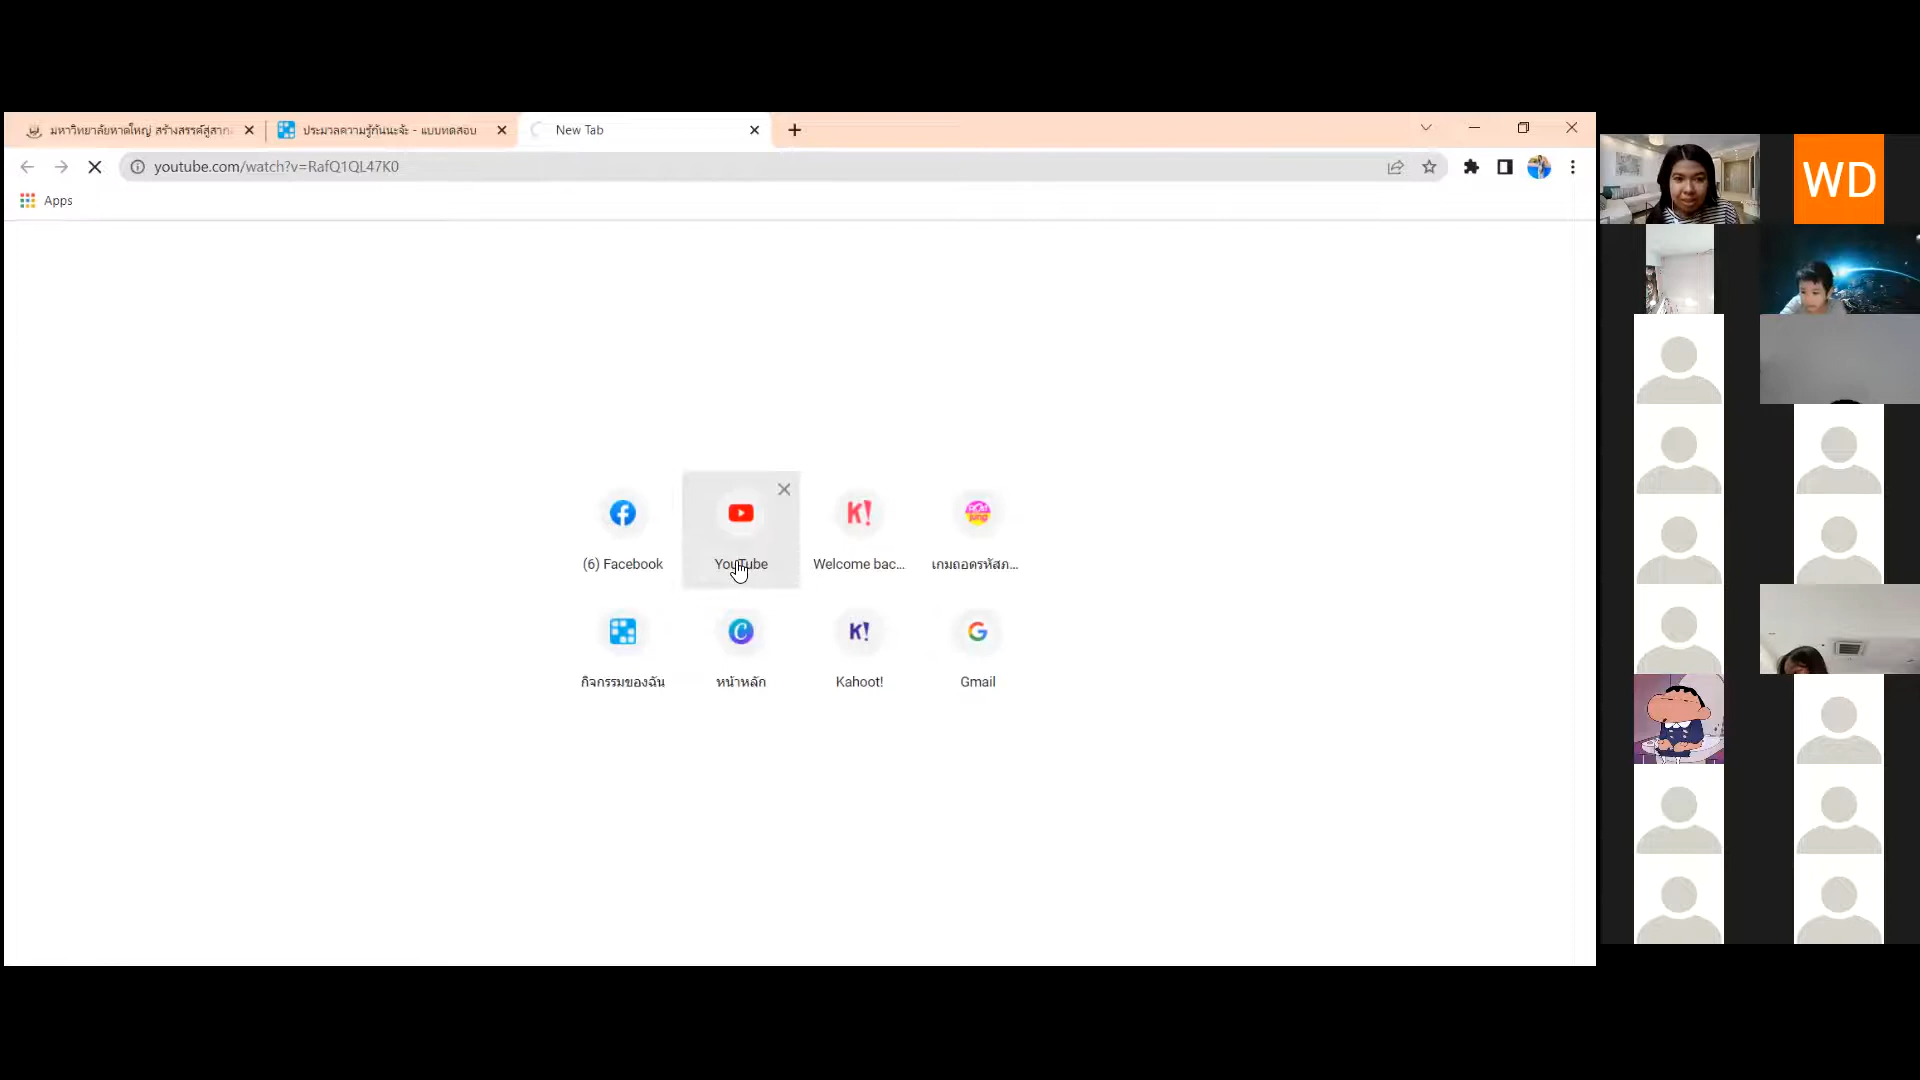 มหาวิทยาลัยหาดใหญ่ สร้างสรรค์สู่สาก
ประมวลความรู้กันนะจ้ะ - แบบทดสอบ
New Tab
youtube.com/watch?v=RafQ1QL47K0
Apps
WD
(6) Facebook
YouTube
Welcome bac...
เกมถอดรหัสภ...
กิจกรรมของฉัน
หน้าหลัก
Kahoot!
Gmail